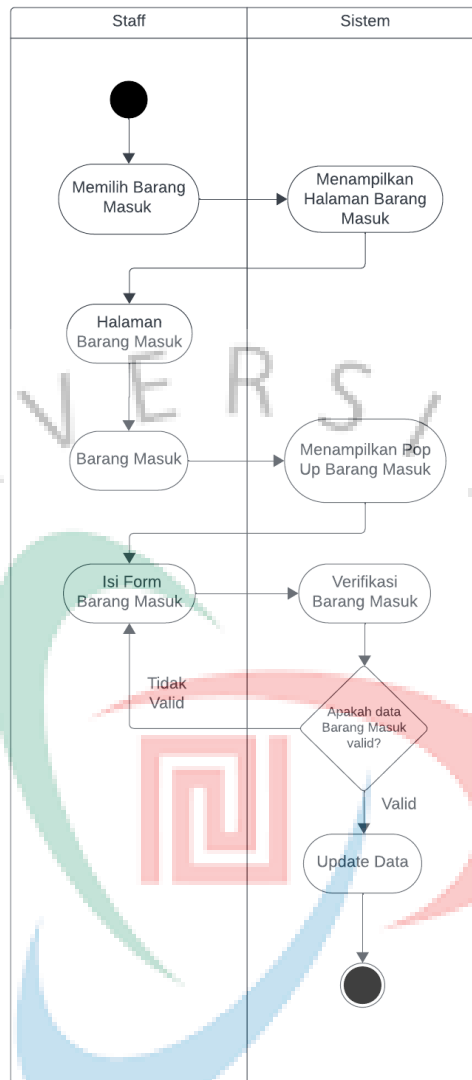 Staff
Sistem
Memilih Barang
Masuk
Menampilkan
Halaman Barang
Masuk
Halaman
Barang Masuk
V E R S I
Barang Masuk
Menampilkan Pop
Up Barang Masuk
Isi Form
Barang Masuk
Verifikasi
Barang Masuk
Tidak
Valid
Apakah data
Barang Masuk
valid?
Valid
Update Data